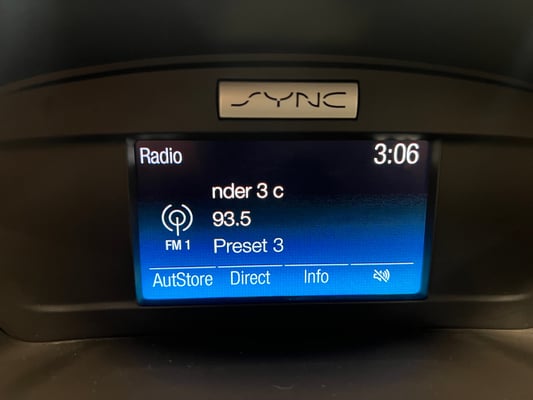 SYNC
Radio 3:06
nder 3 c
93.5
FM 1 Preset 3
AutStore Direct Info